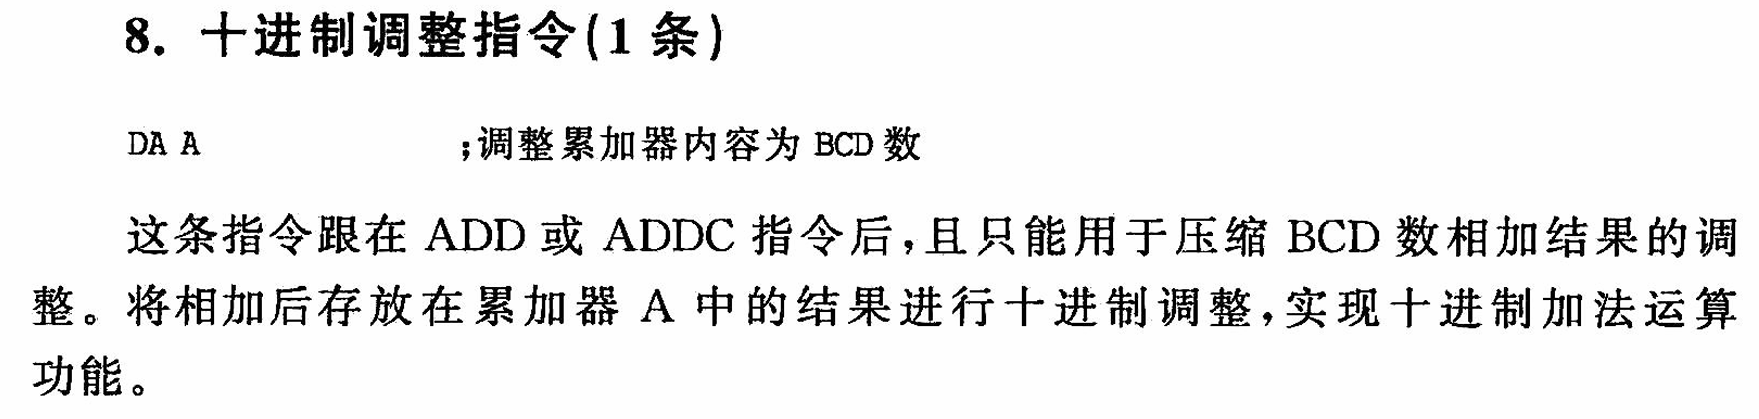 8. 十进制调整指令(1 条)
DA A ;调整累加器内容为 BCD 数
这条指令跟在 ADD 或 ADDC 指令后,且只能用于压缩 BCD 数相加结果的调
整。将相加后存放在累加器 A 中的结果进行十进制调整,实现十进制加法运算
功能。